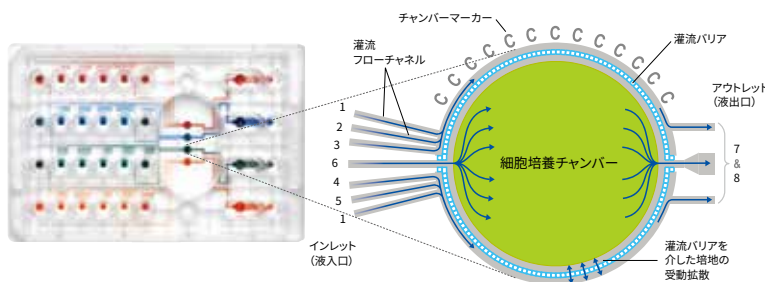 チャンバーマーカー
C C C C C C C C C C C C C
灌流
フローチャネル
灌流バリア
アウトレット
(液出口)
1
2
3
6
4
5
1
細胞培養チャンバー
7
&
8
インレット
(液入口)
灌流バリアを
介した培地の
受動拡散